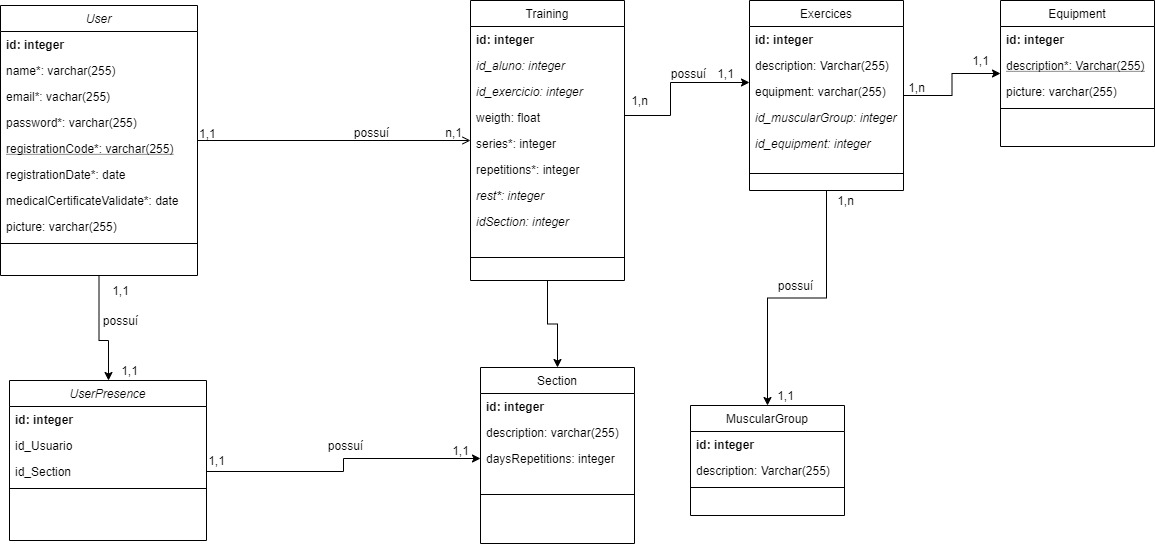 User
id: integer
name*: varchar(255)
email*: vachar(255)
password*: varchar(255)
registrationCode*: varchar(255)
registrationDate*: date
medicalCertificateValidate*: date
picture: varchar(255)
1,1
possuí
n,1
Training
id: integer
id_aluno: integer
id_exercicio: integer
weigth: float
series*: integer
repetitions*: integer
rest*: integer
idSection: integer
1,n
possuí
1,1
Exercices
id: integer
description: Varchar(255)
equipment: varchar(255)
id_muscularGroup: integer
id_equipment: integer
1,n
1,1
Equipment
id: integer
description*: Varchar(255)
picture: varchar(255)
1,n
possuí
1,1
1,1
possuí
1,1
UserPresence
id: integer
id_Usuario
id_Section
1,1
possuí
1,1
Section
id: integer
description: varchar(255)
daysRepetitions: integer
MuscularGroup
id: integer
description: Varchar(255)